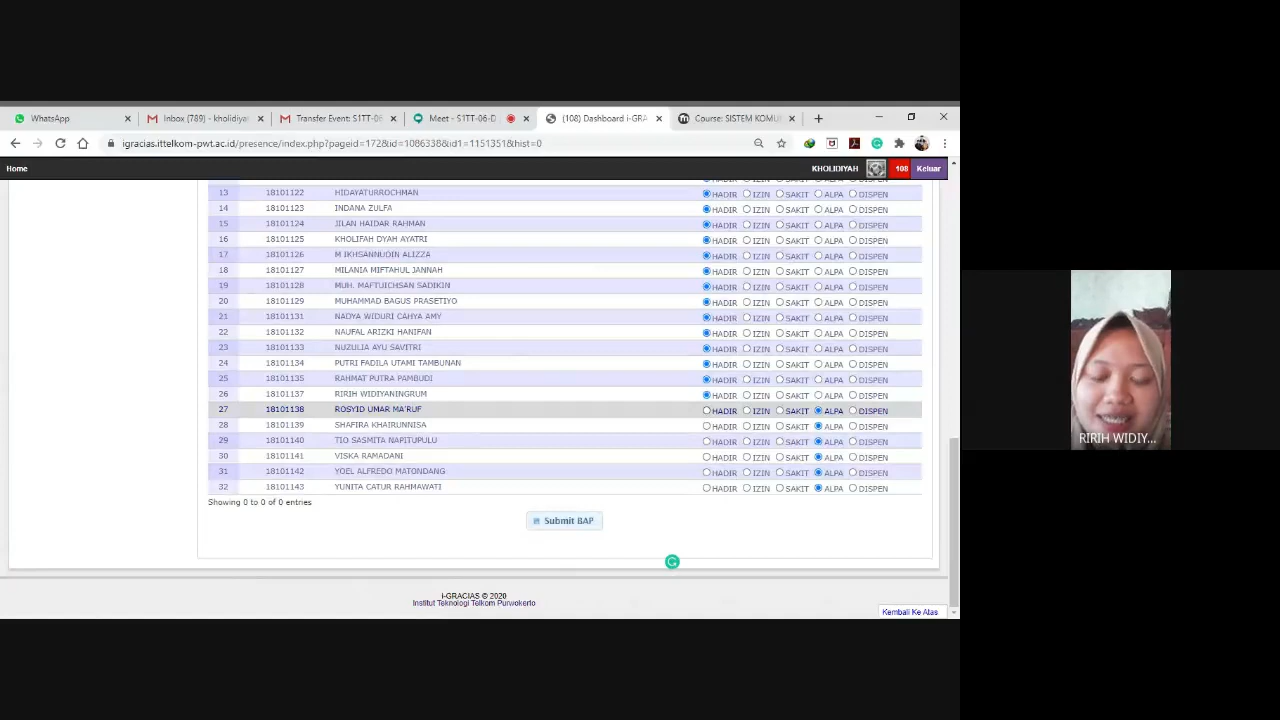 WhatsApp
Inbox (789) - kholidiya
Transfer Event: S1TT-06
Meet - S1TT-06-D
(108) Dashboard i-GRA
Course: SISTEM KOMU
igracias.ittelkom-pwt.ac.id/presence/index.php?pageid=172&id=1086338&id1=1151351&hist=0
Home KHOLIDIYAH 108 Keluar
13 18101122 HIDAYATURROCHMAN HADIR IZIN SAKIT ALPA DISPEN
14 18101123 INDANA ZULFA HADIR IZIN SAKIT ALPA DISPEN
15 18101124 JILAN HAIDAR RAHMAN HADIR IZIN SAKIT ALPA DISPEN
16 18101125 KHOLIFAH DYAH AYATRI HADIR IZIN SAKIT ALPA DISPEN
17 18101126 M IKHSANNUDIN ALIZZA HADIR IZIN SAKIT ALPA DISPEN
18 18101127 MILANIA MIFTAHUL JANNAH HADIR IZIN SAKIT ALPA DISPEN
19 18101128 MUH. MAFTUICHSAN SADIKIN HADIR IZIN SAKIT ALPA DISPEN
20 18101129 MUHAMMAD BAGUS PRASETIYO HADIR IZIN SAKIT ALPA DISPEN
21 18101131 NADYA WIDURI CAHYA AMY HADIR IZIN SAKIT ALPA DISPEN
22 18101132 NAUFAL ARIZKI HANIFAN HADIR IZIN SAKIT ALPA DISPEN
23 18101133 NUZULIA AYU SAVITRI HADIR IZIN SAKIT ALPA DISPEN
24 18101134 PUTRI FADILA UTAMI TAMBUNAN HADIR IZIN SAKIT ALPA DISPEN
25 18101135 RAHMAT PUTRA PAMBUDI HADIR IZIN SAKIT ALPA DISPEN
26 18101137 RIRIH WIDIYANINGRUM HADIR IZIN SAKIT ALPA DISPEN
27 18101138 ROSYID UMAR MA'RUF HADIR IZIN SAKIT ALPA DISPEN
28 18101139 SHAFIRA KHAIRUNNISA HADIR IZIN SAKIT ALPA DISPEN
29 18101140 TIO SASMITA NAPITUPULU HADIR IZIN SAKIT ALPA DISPEN
30 18101141 VISKA RAMADANI HADIR IZIN SAKIT ALPA DISPEN
31 18101142 YOEL ALFREDO MATONDANG HADIR IZIN SAKIT ALPA DISPEN
32 18101143 YUNITA CATUR RAHMAWATI HADIR IZIN SAKIT ALPA DISPEN
Showing 0 to 0 of 0 entries
Submit BAP
i-GRACIAS © 2020
Institut Teknologi Telkom Purwokerto
Kembali Ke Atas
RIRIH WIDIY...